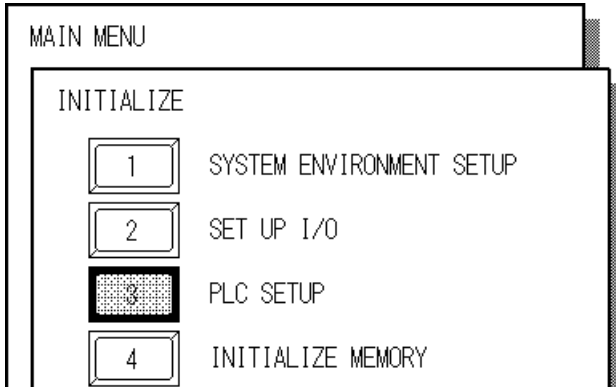 MAIN MENU
INITIALIZE
1 SYSTEM ENVIRONMENT SETUP
2 SET UP I/O
3 PLC SETUP
4 INITIALIZE MEMORY